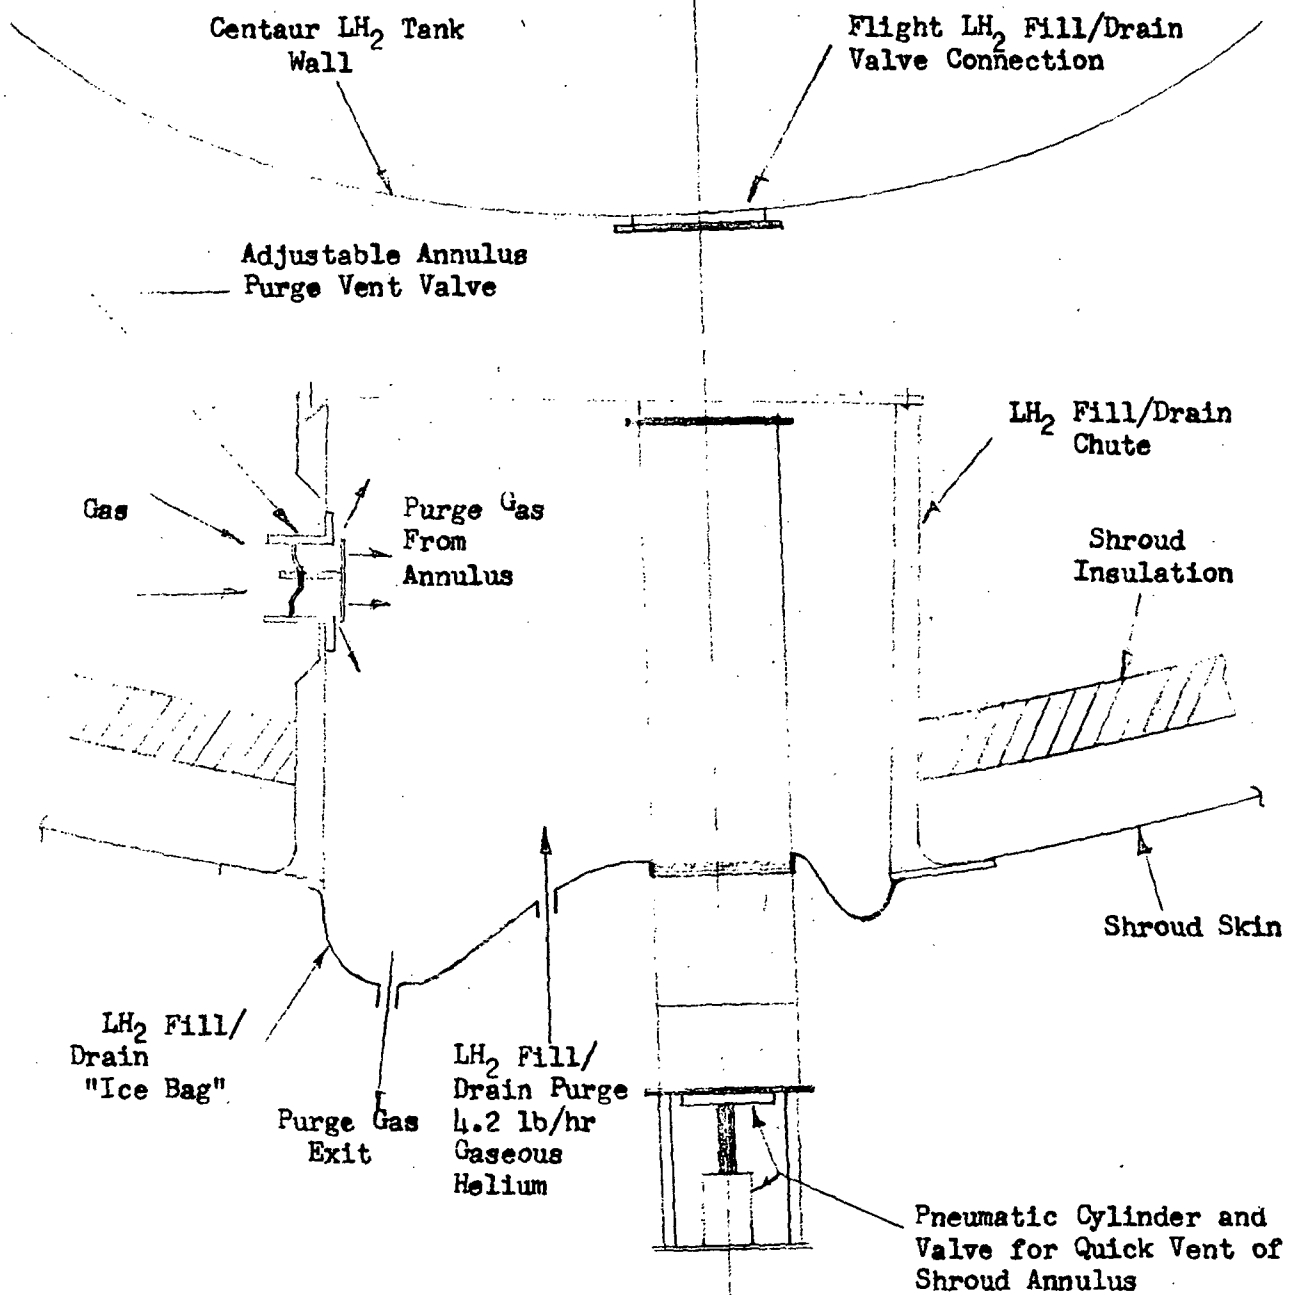 Centaur LH2 Tank
Wall
Flight LH2 Fill/Drain
Valve Connection
Adjustable Annulus
Purge Vent Valve
LH2 Fill/Drain
Chute
Gas
Purge Gas
From
Annulus
Shroud
Insulation
Shroud Skin
LH2 Fill/
Drain
"Ice Bag"
Purge Gas
Exit
LH2 Fill/
Drain Purge
4.2 lb/hr
Gaseous
Helium
Pneumatic Cylinder and
Valve for Quick Vent of
Shroud Annulus